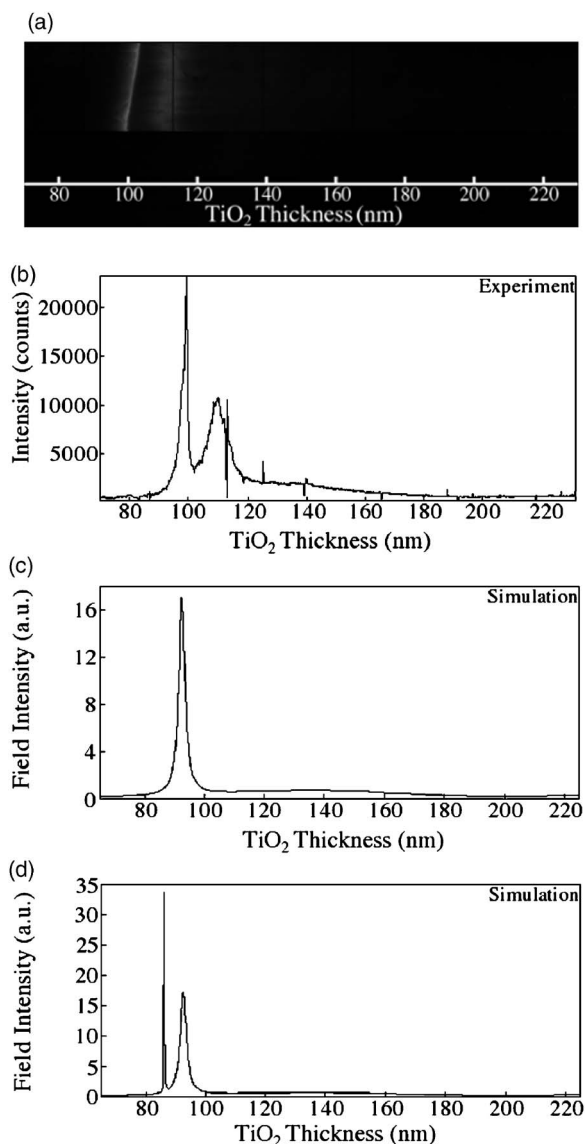 (a)
80 100 120 140 160 180 200 220
TiO₂ Thickness (nm)
(b)
Experiment
Intensity (counts)
20000
15000
10000
5000
80 100 120 140 160 180 200 220
TiO₂ Thickness (nm)
(c)
Simulation
Field Intensity (a.u.)
16
12
8
4
0
80 100 120 140 160 180 200 220
TiO₂ Thickness (nm)
(d)
Simulation
Field Intensity (a.u.)
35
30
25
20
15
10
5
0
80 100 120 140 160 180 200 220
TiO₂ Thickness (nm)